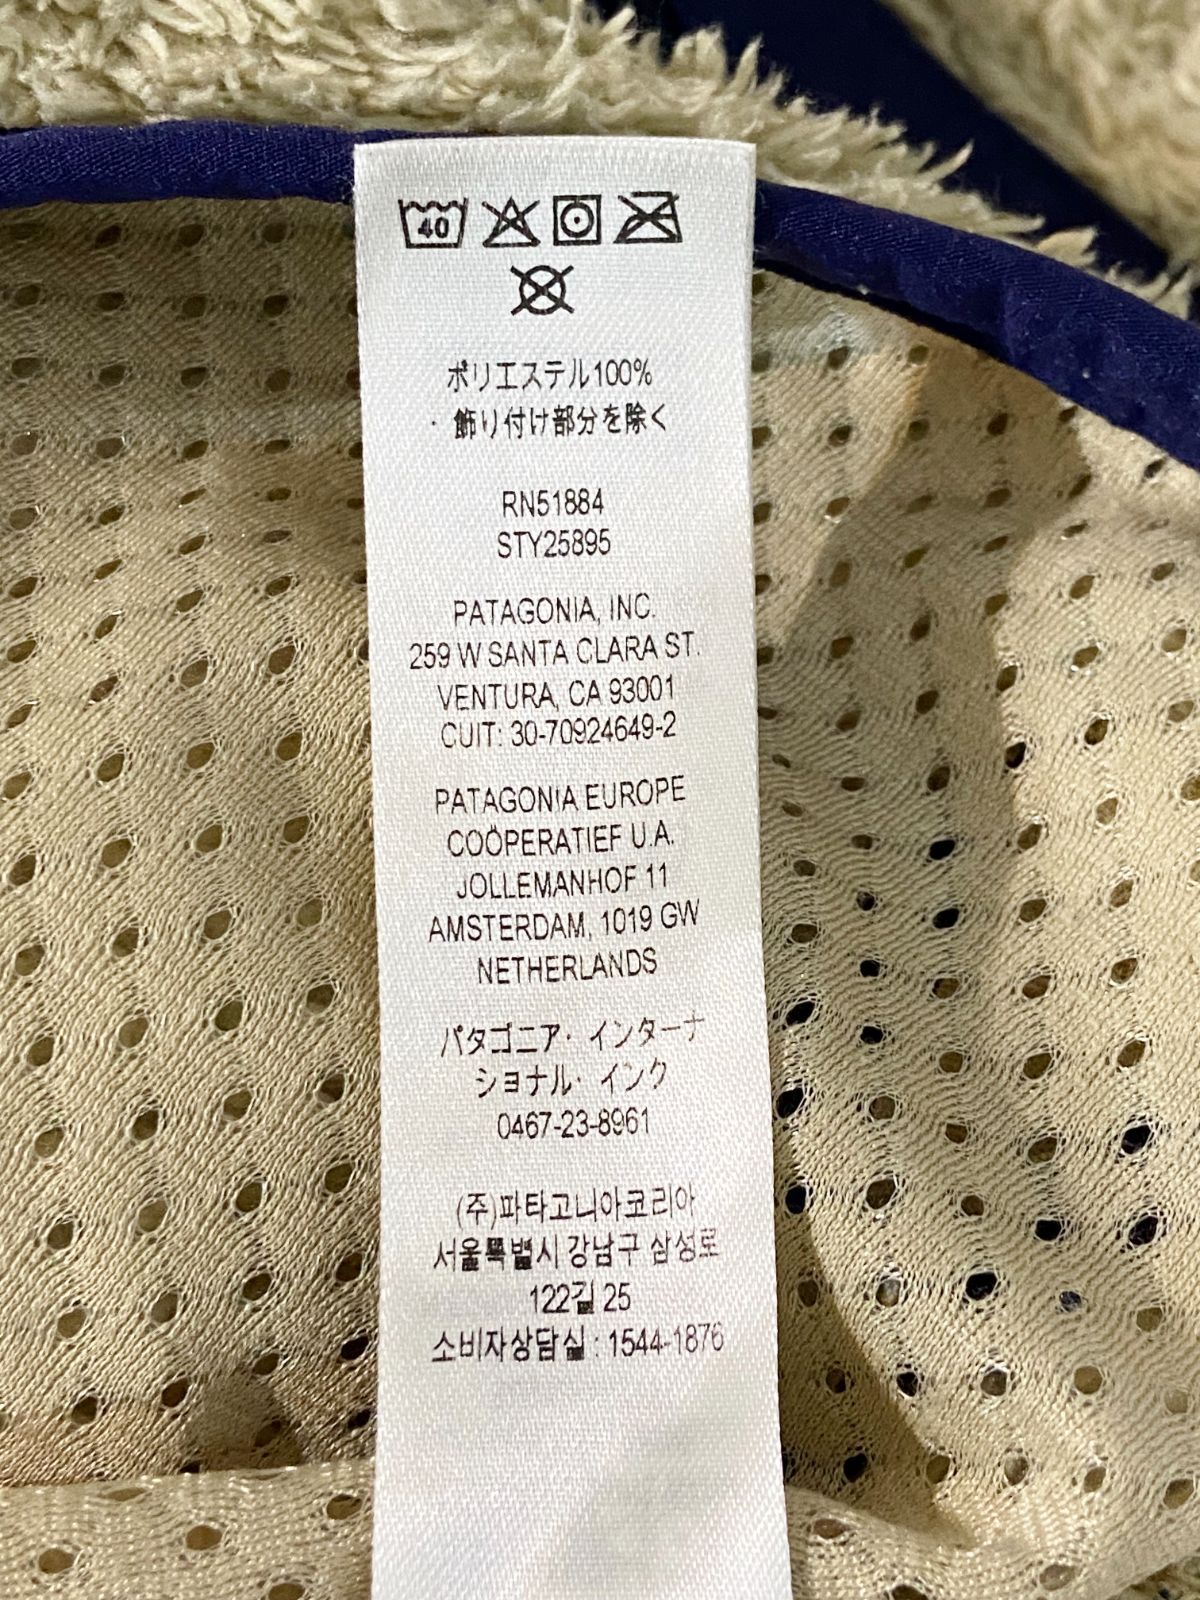 40
ポリエステル100%
・飾り付け部分を除く
RN51884
STY25895
PATAGONIA, INC.
259 W SANTA CLARA ST.
VENTURA, CA 93001
CUIT: 30-70924649-2
PATAGONIA EUROPE
COÖPERATIEF U.A.
JOLLEMANHOF 11
AMSTERDAM, 1019 GW
NETHERLANDS
パタゴニア・インターナ
ショナル・インク
0467-23-8961
(주)파타고니아코리아
서울특별시 강남구 삼성로
122길 25
소비자상담실 : 1544-1876